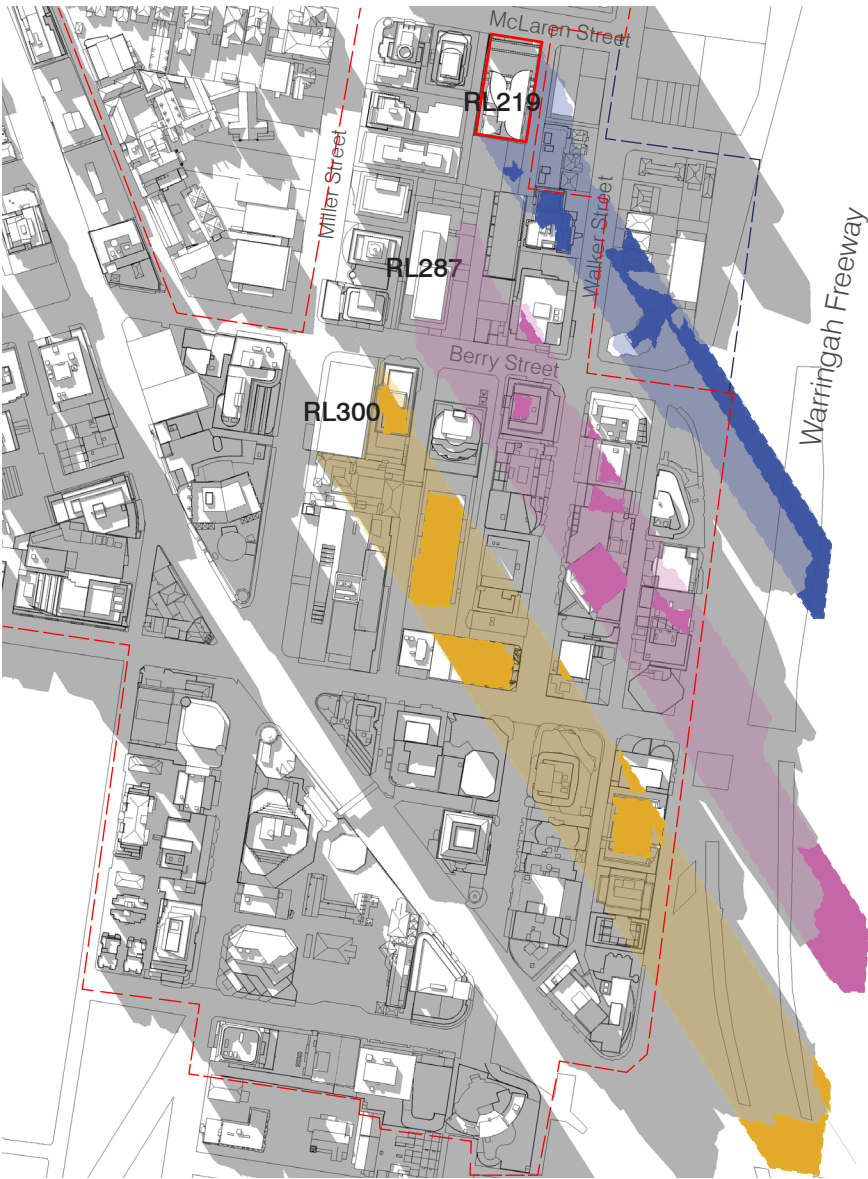 McLaren Street
RL219
Miller Street
Walker Street
RL287
Warringah Freeway
Berry Street
RL300